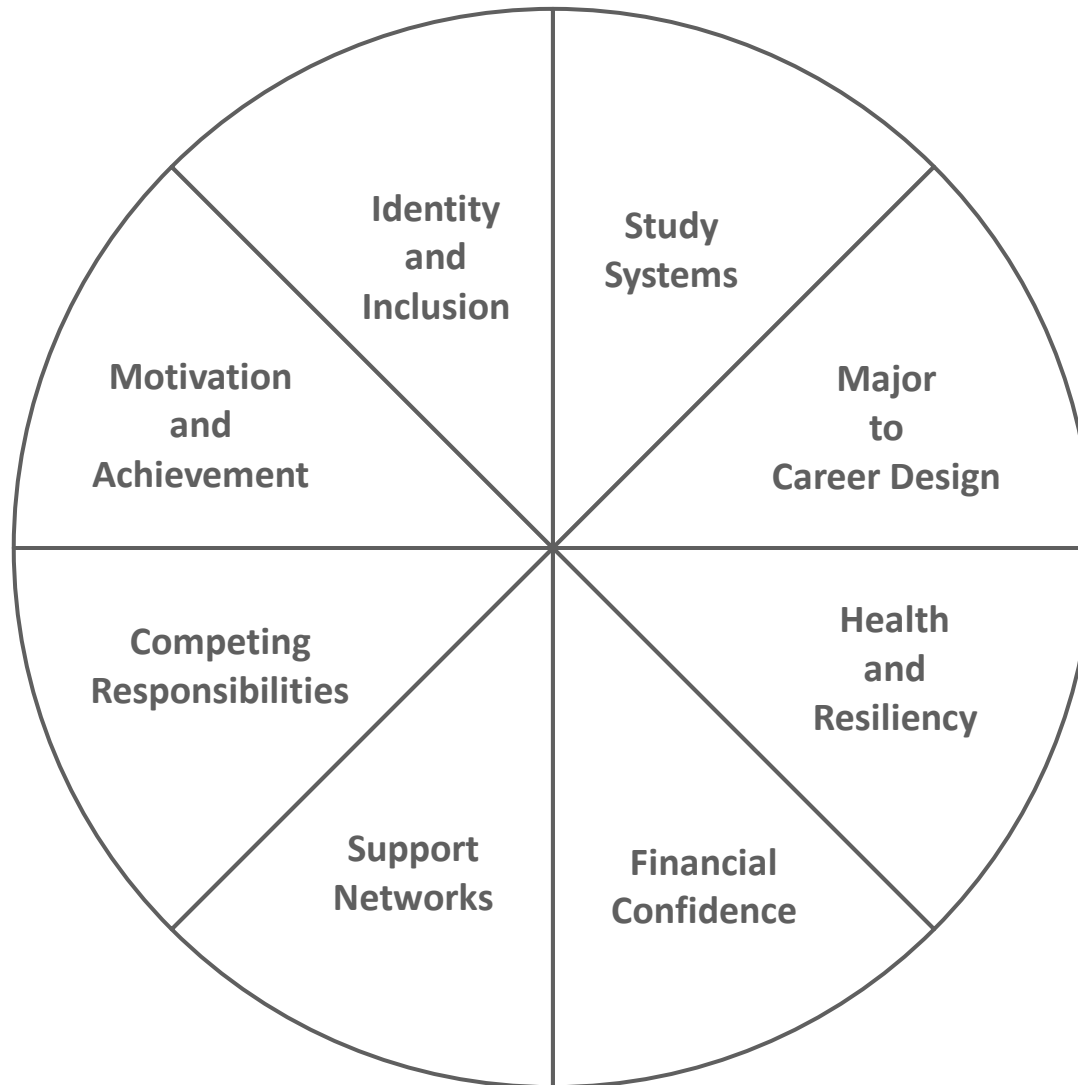 Identity
and
Inclusion
Study
Systems
Motivation
and
Achievement
Major
to
Career Design
Competing
Responsibilities
Health
and
Resiliency
Support
Networks
Financial
Confidence